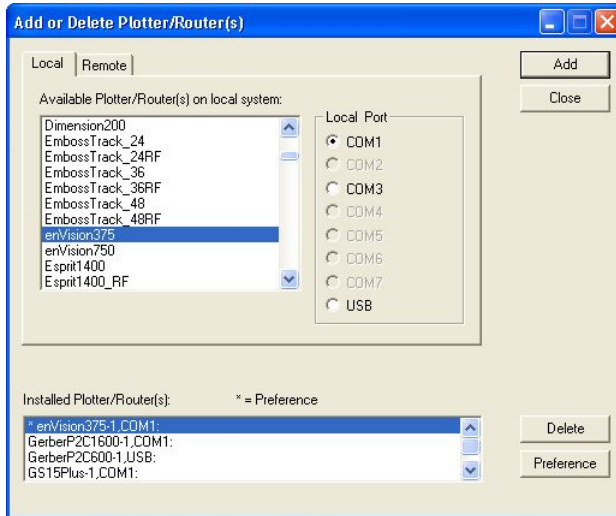 Add or Delete Plotter/Router(s)
Local
Remote
Add
Close
Available Plotter/Router(s) on local system:
Dimension200
EmbossTrack_24
EmbossTrack_24RF
EmbossTrack_36
EmbossTrack_36RF
EmbossTrack_48
EmbossTrack_48RF
enVision375
enVision750
Esprit1400
Esprit1400_RF
Local Port
COM1
COM2
COM3
COM4
COM5
COM6
COM7
USB
Installed Plotter/Router(s): * = Preference
* enVision375-1,COM1:
GerberP2C1600-1,COM1:
GerberP2C600-1,USB:
GS15Plus-1,COM1:
Delete
Preference